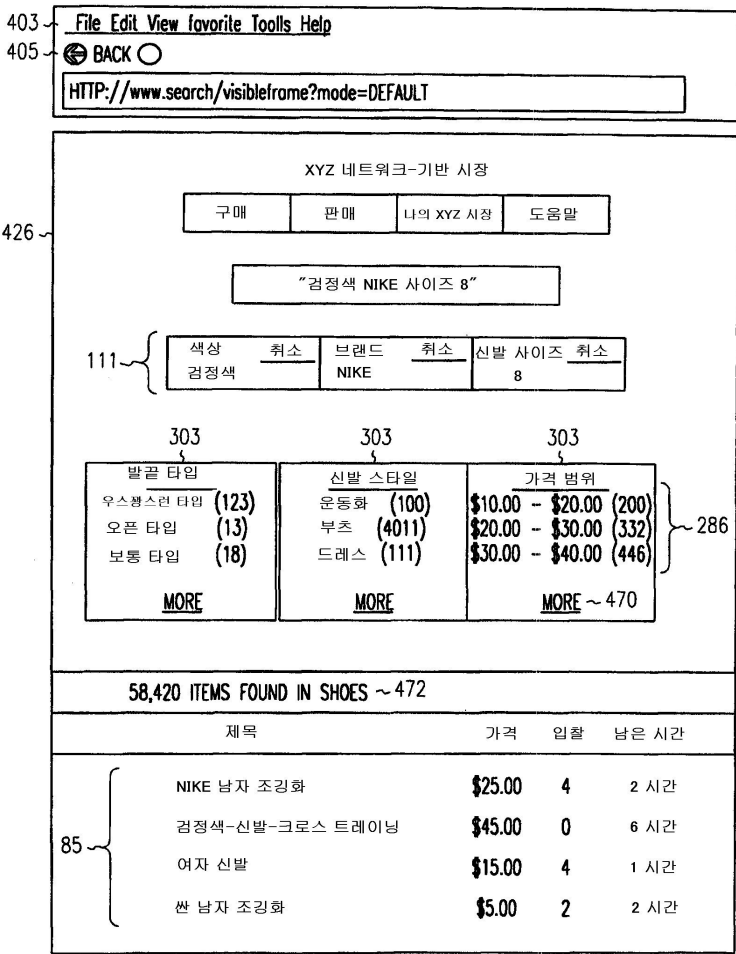 403 File Edit View favorite Toolls Help
405 BACK
HTTP://www.search/visibleframe?mode=DEFAULT
XYZ 네트워크-기반 시장
426 구매 판매 나의 XYZ 시장 도움말
"검정색 NIKE 사이즈 8"
111 색상 취소 브랜드 취소 신발 사이즈 취소
검정색 NIKE 8
303 303 303
발끝 타입 신발 스타일 가격 범위
우스꽝스런 타입 (123) 운동화 (100) $10.00 - $20.00 (200)
오픈 타입 (13) 부츠 (4011) $20.00 - $30.00 (332) 286
보통 타입 (18) 드레스 (111) $30.00 - $40.00 (446)
MORE MORE MORE 470
58,420 ITEMS FOUND IN SHOES 472
제목 가격 입찰 남은 시간
NIKE 남자 조깅화 $25.00 4 2 시간
검정색-신발-크로스 트레이닝 $45.00 0 6 시간
85 여자 신발 $15.00 4 1 시간
싼 남자 조깅화 $5.00 2 2 시간